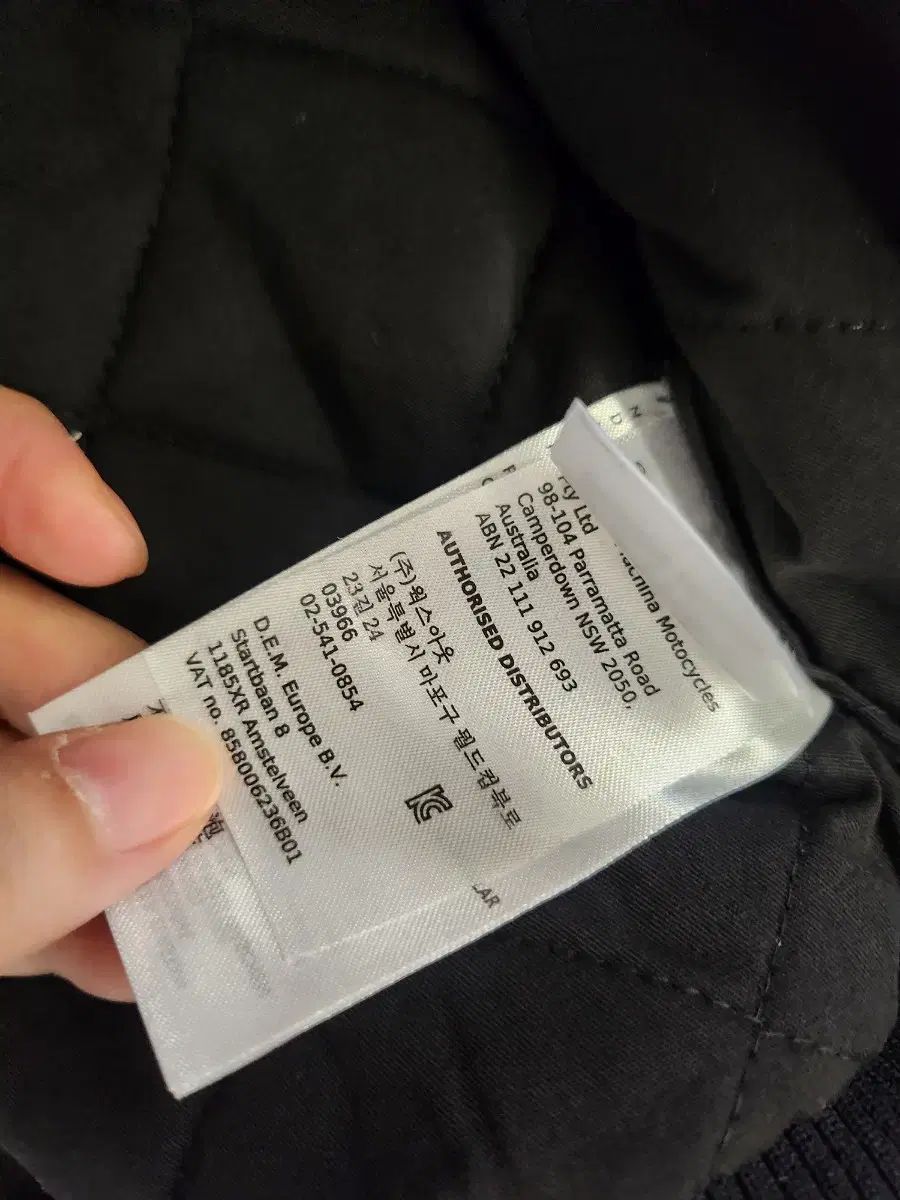 Motocycles
Pty Ltd
98-104 Parramatta Road
Camperdown NSW 2050.
Australia
ABN 22 111 912 693
AUTHORISED DISTRIBUTORS
(주)웍스아웃
서울특별시 마포구 월드컵북로
23길 24
03966
02-541-0854
D.E.M. Europe B.V.
Startbaan 8
1185XR Amstelveen
VAT no. 858006236B01